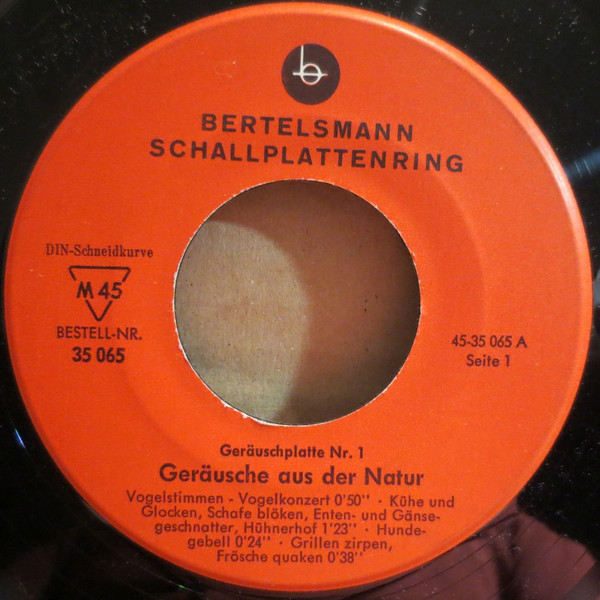 b
BERTELSMANN
SCHALLPLATTENRING
DIN-Schneidkurve
M 45
BESTELL-NR.
35 065
45-35 065 A
Seite 1
Geräuschplatte Nr. 1
Geräusche aus der Natur
Vogelstimmen - Vogelkonzert 0'50'' · Kühe und
Glocken, Schafe blöken, Enten- und Gänse-
geschnatter, Hühnerhof 1'23'' · Hunde-
gebell 0'24'' · Grillen zirpen,
Frösche quaken 0'38''